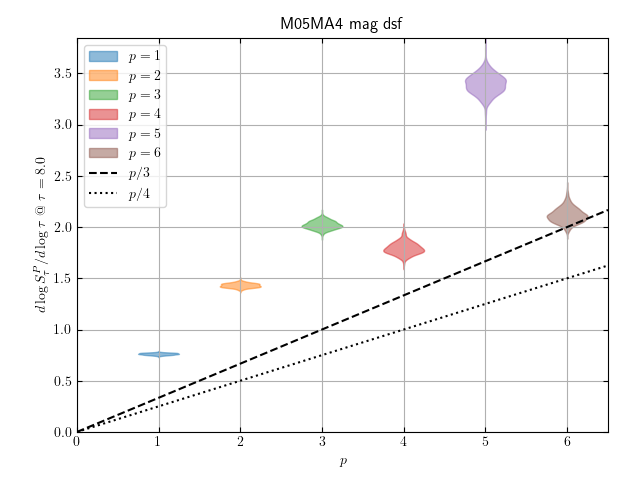 M05MA4 mag dsf
d log S_τ^P / d log τ @ τ = 8.0
3.5
3.0
2.5
2.0
1.5
1.0
0.5
0.0
p = 1
p = 2
p = 3
p = 4
p = 5
p = 6
p/3
p/4
0 1 2 3 4 5 6
p